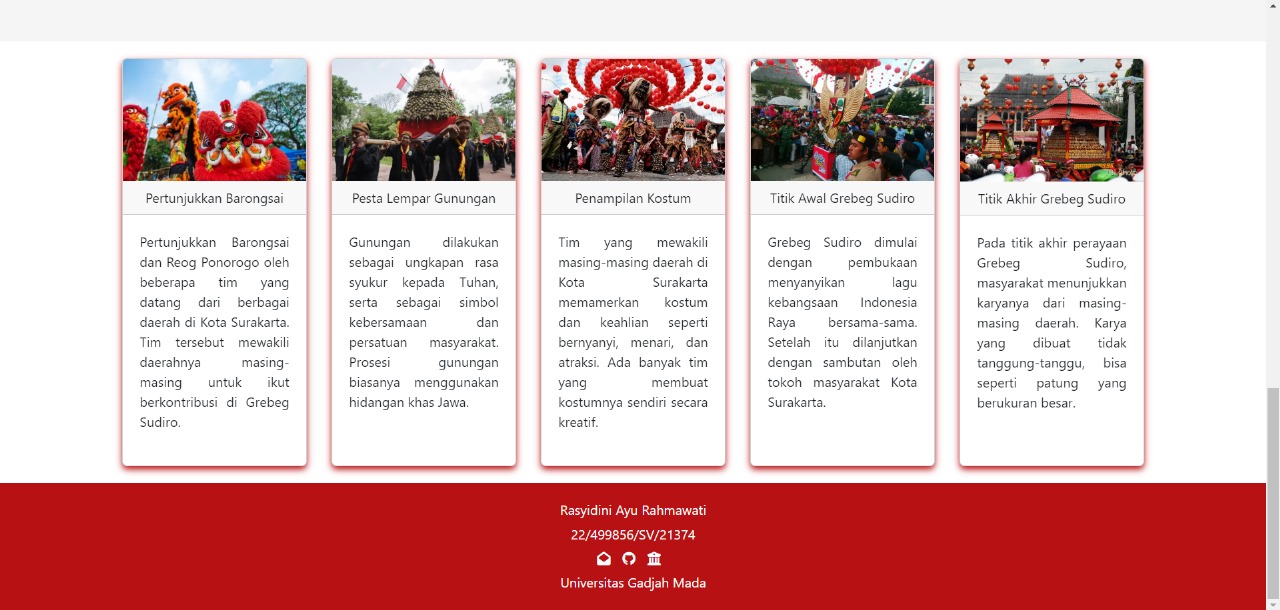 Pertunjukkan Barongsai
Pertunjukkan Barongsai
dan Reog Ponorogo oleh
beberapa tim yang
datang dari berbagai
daerah di Kota Surakarta.
Tim tersebut mewakili
daerahnya masing-
masing untuk ikut
berkontribusi di Grebeg
Sudiro.
Pesta Lempar Gunungan
Gunungan dilakukan
sebagai ungkapan rasa
syukur kepada Tuhan,
serta sebagai simbol
kebersamaan dan
persatuan masyarakat.
Prosesi gunungan
biasanya menggunakan
hidangan khas Jawa.
Penampilan Kostum
Tim yang mewakili
masing-masing daerah di
Kota Surakarta
memamerkan kostum
dan keahlian seperti
bernyanyi, menari, dan
atraksi. Ada banyak tim
yang membuat
kostumnya sendiri secara
kreatif.
Titik Awal Grebeg Sudiro
Grebeg Sudiro dimulai
dengan pembukaan
menyanyikan lagu
kebangsaan Indonesia
Raya bersama-sama.
Setelah itu dilanjutkan
dengan sambutan oleh
tokoh masyarakat Kota
Surakarta.
Titik Akhir Grebeg Sudiro
Pada titik akhir perayaan
Grebeg Sudiro,
masyarakat menunjukkan
karyanya dari masing-
masing daerah. Karya
yang dibuat tidak
tanggung-tanggu, bisa
seperti patung yang
berukuran besar.
Rasyidini Ayu Rahmawati
22/499856/SV/21374
Universitas Gadjah Mada